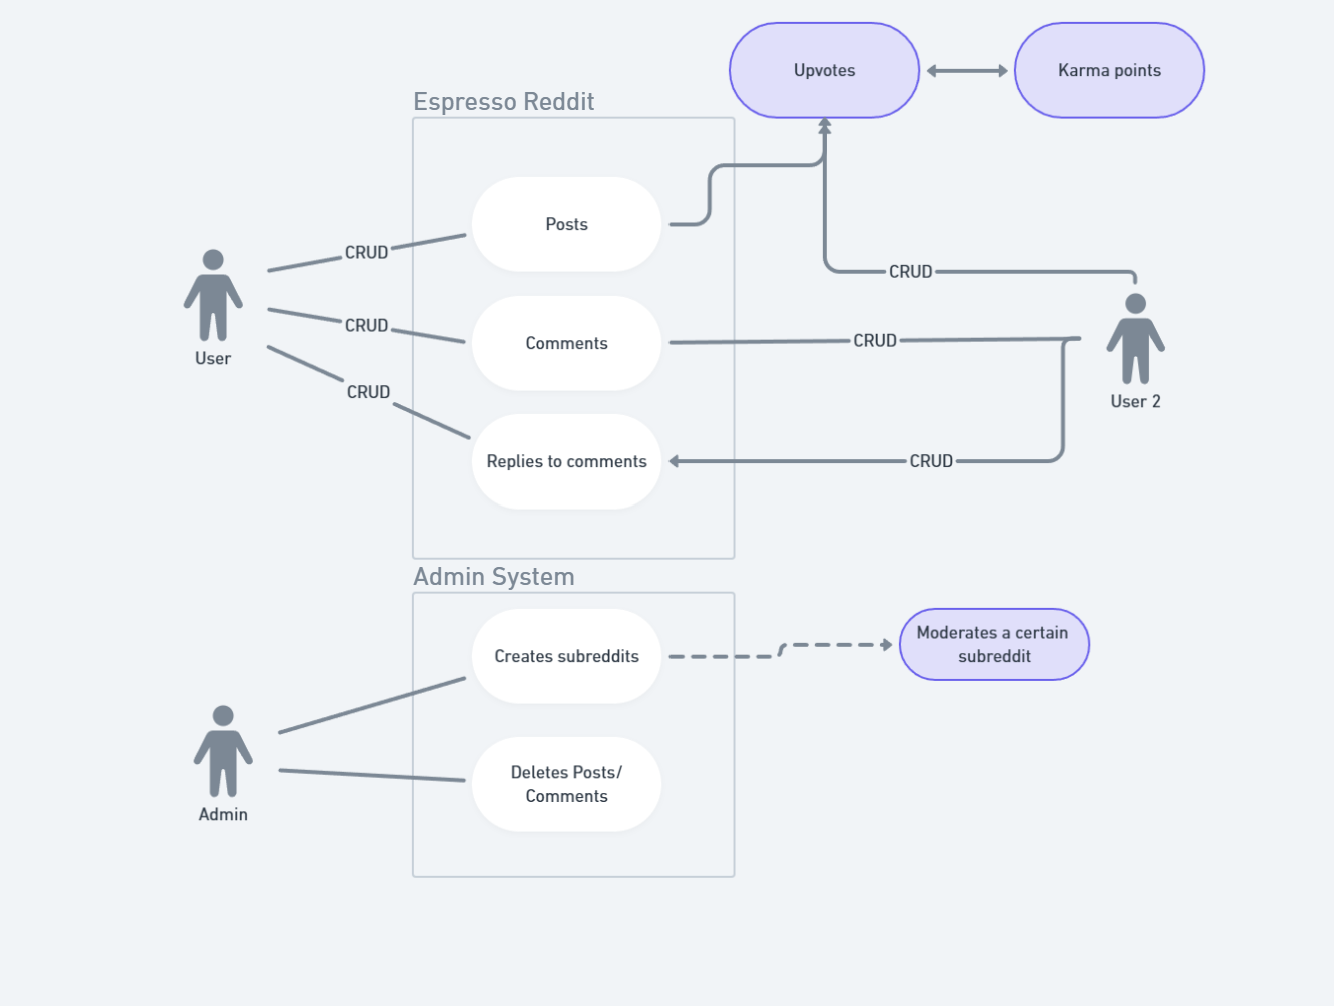 Upvotes
Karma points
Espresso Reddit
Posts
CRUD
CRUD
User
CRUD
Comments
CRUD
CRUD
User 2
CRUD
Replies to comments
CRUD
Admin System
Creates subreddits
Moderates a certain
subreddit
Deletes Posts/
Comments
Admin